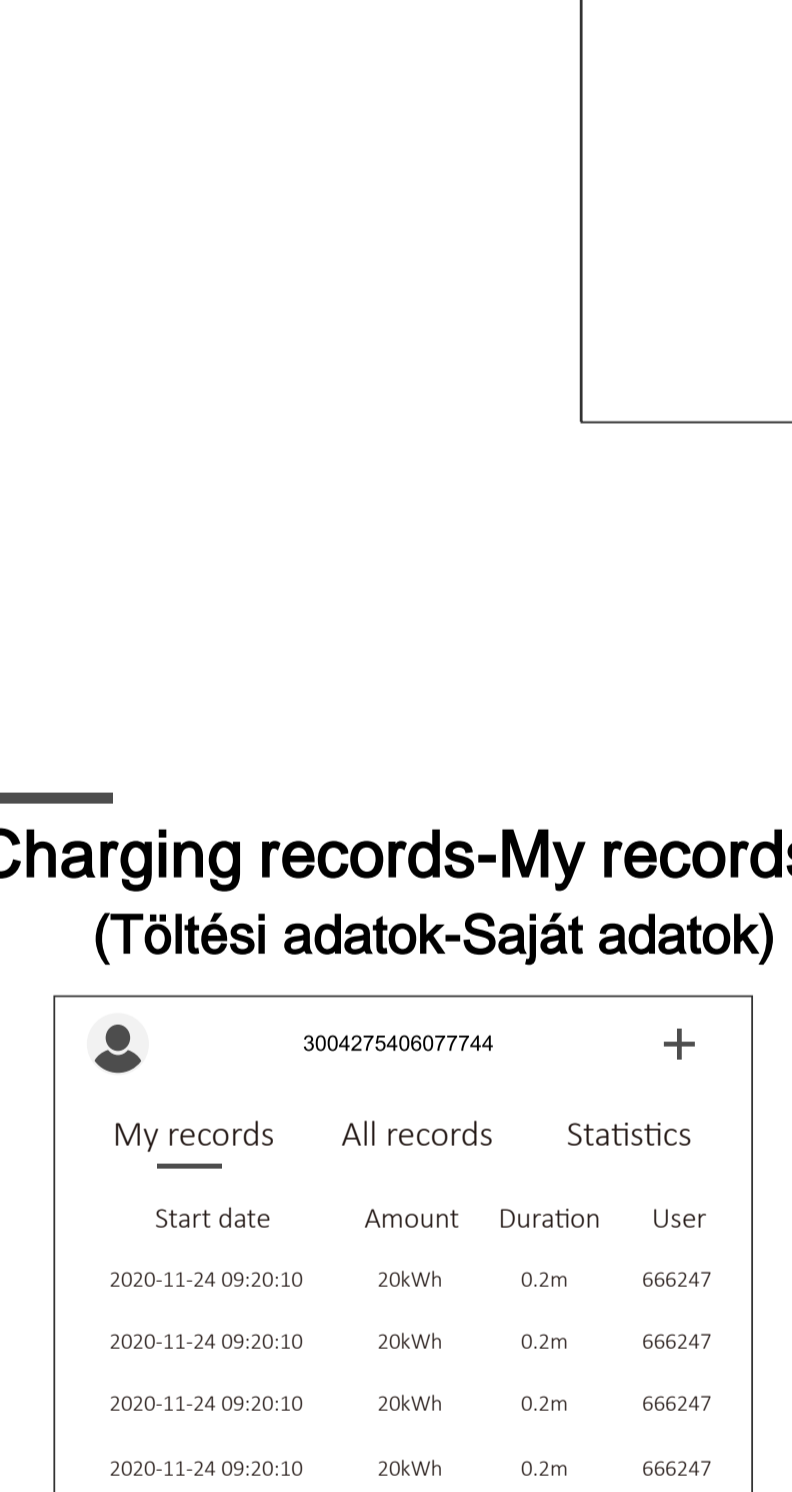 Charging records-My records
(Töltési adatok-Saját adatok)
3004275406077744 +
My records All records Statistics
Start date Amount Duration User
2020-11-24 09:20:10 20kWh 0.2m 666247
2020-11-24 09:20:10 20kWh 0.2m 666247
2020-11-24 09:20:10 20kWh 0.2m 666247
2020-11-24 09:20:10 20kWh 0.2m 666247